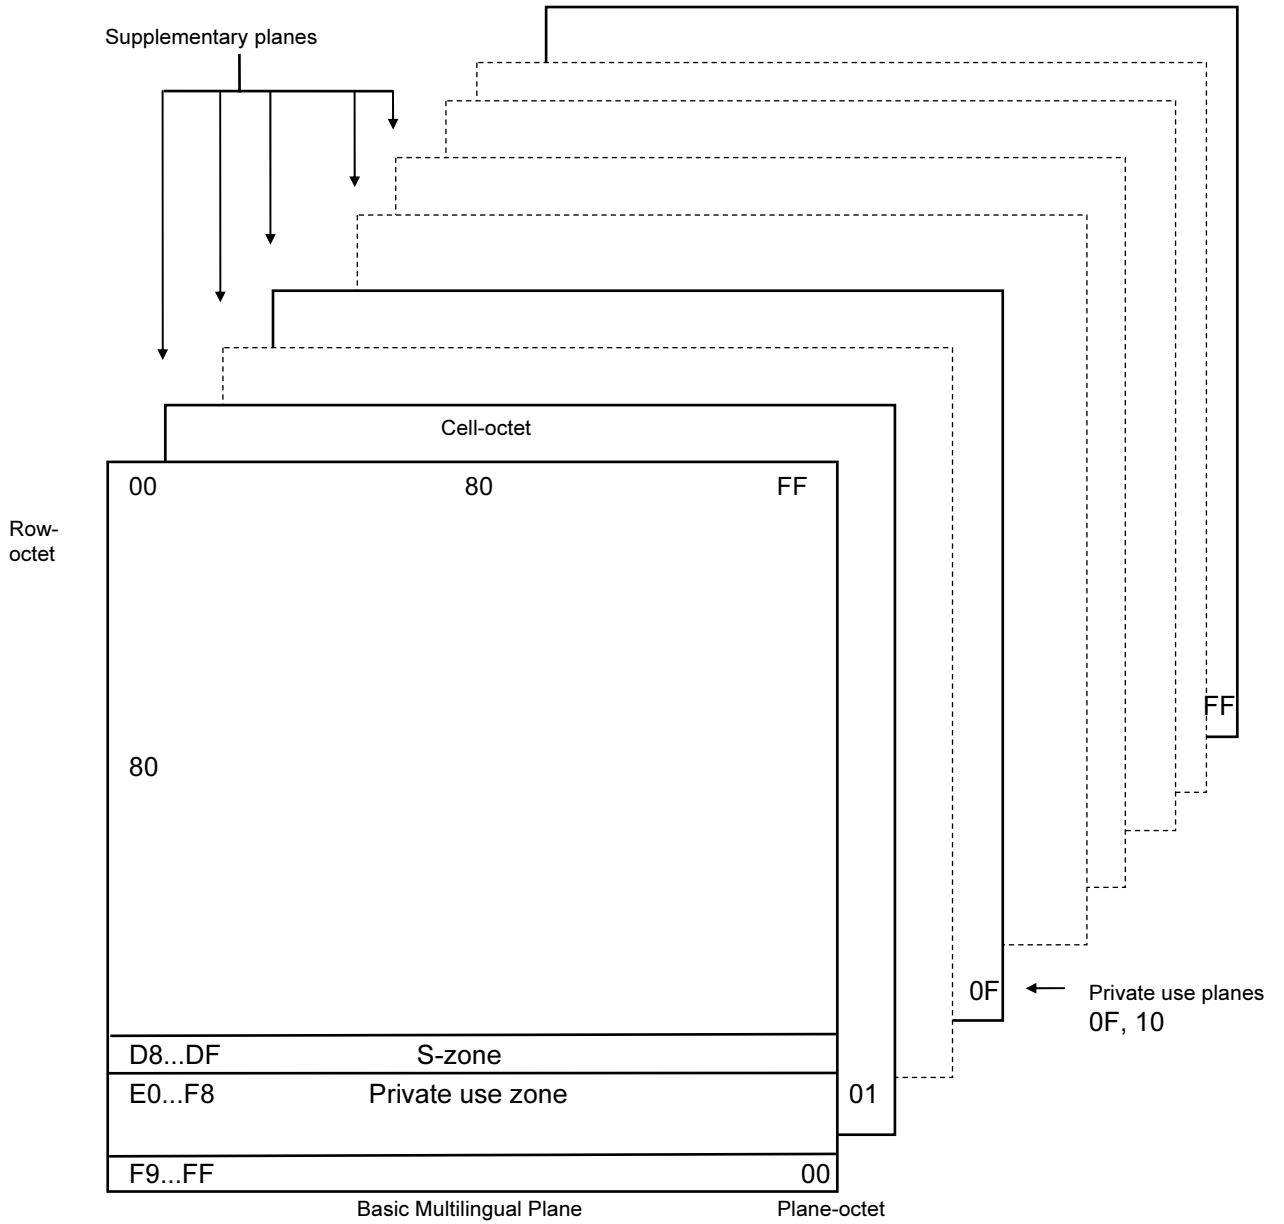 Supplementary planes
Cell-octet
00 80 FF
Row-
octet
FF
80
0F
Private use planes
0F, 10
D8...DF S-zone
E0...F8 Private use zone 01
F9...FF 00
Basic Multilingual Plane Plane-octet